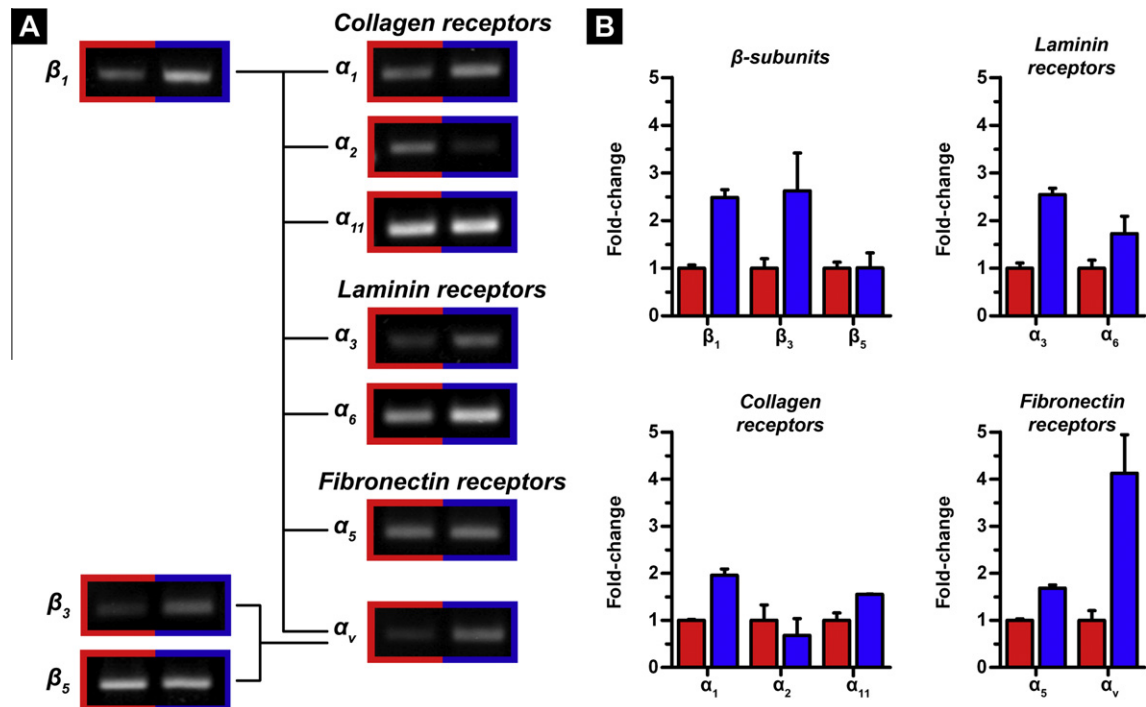 A
Collagen receptors
β1
α1
α2
α11
Laminin receptors
α3
α6
Fibronectin receptors
α5
β3
αv
β5
B
β-subunits
Fold-change
5
4
3
2
1
0
β1 β3 β5
Laminin
receptors
Fold-change
5
4
3
2
1
0
α3 α6
Collagen
receptors
Fold-change
5
4
3
2
1
0
α1 α2 α11
Fibronectin
receptors
Fold-change
5
4
3
2
1
0
α5 αv